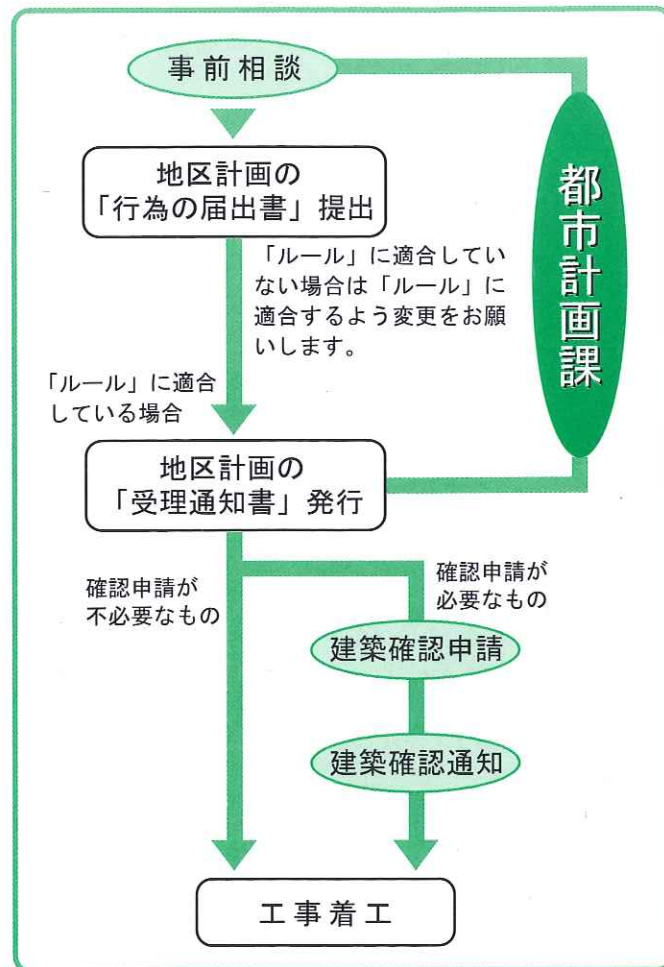 事前相談
地区計画の
「行為の届出書」提出
都市計画課
「ルール」に適合してい
ない場合は「ルール」に
適合するよう変更をお願
いします。
「ルール」に適合
している場合
地区計画の
「受理通知書」発行
確認申請が
不必要なもの
確認申請が
必要なもの
建築確認申請
建築確認通知
工事着工